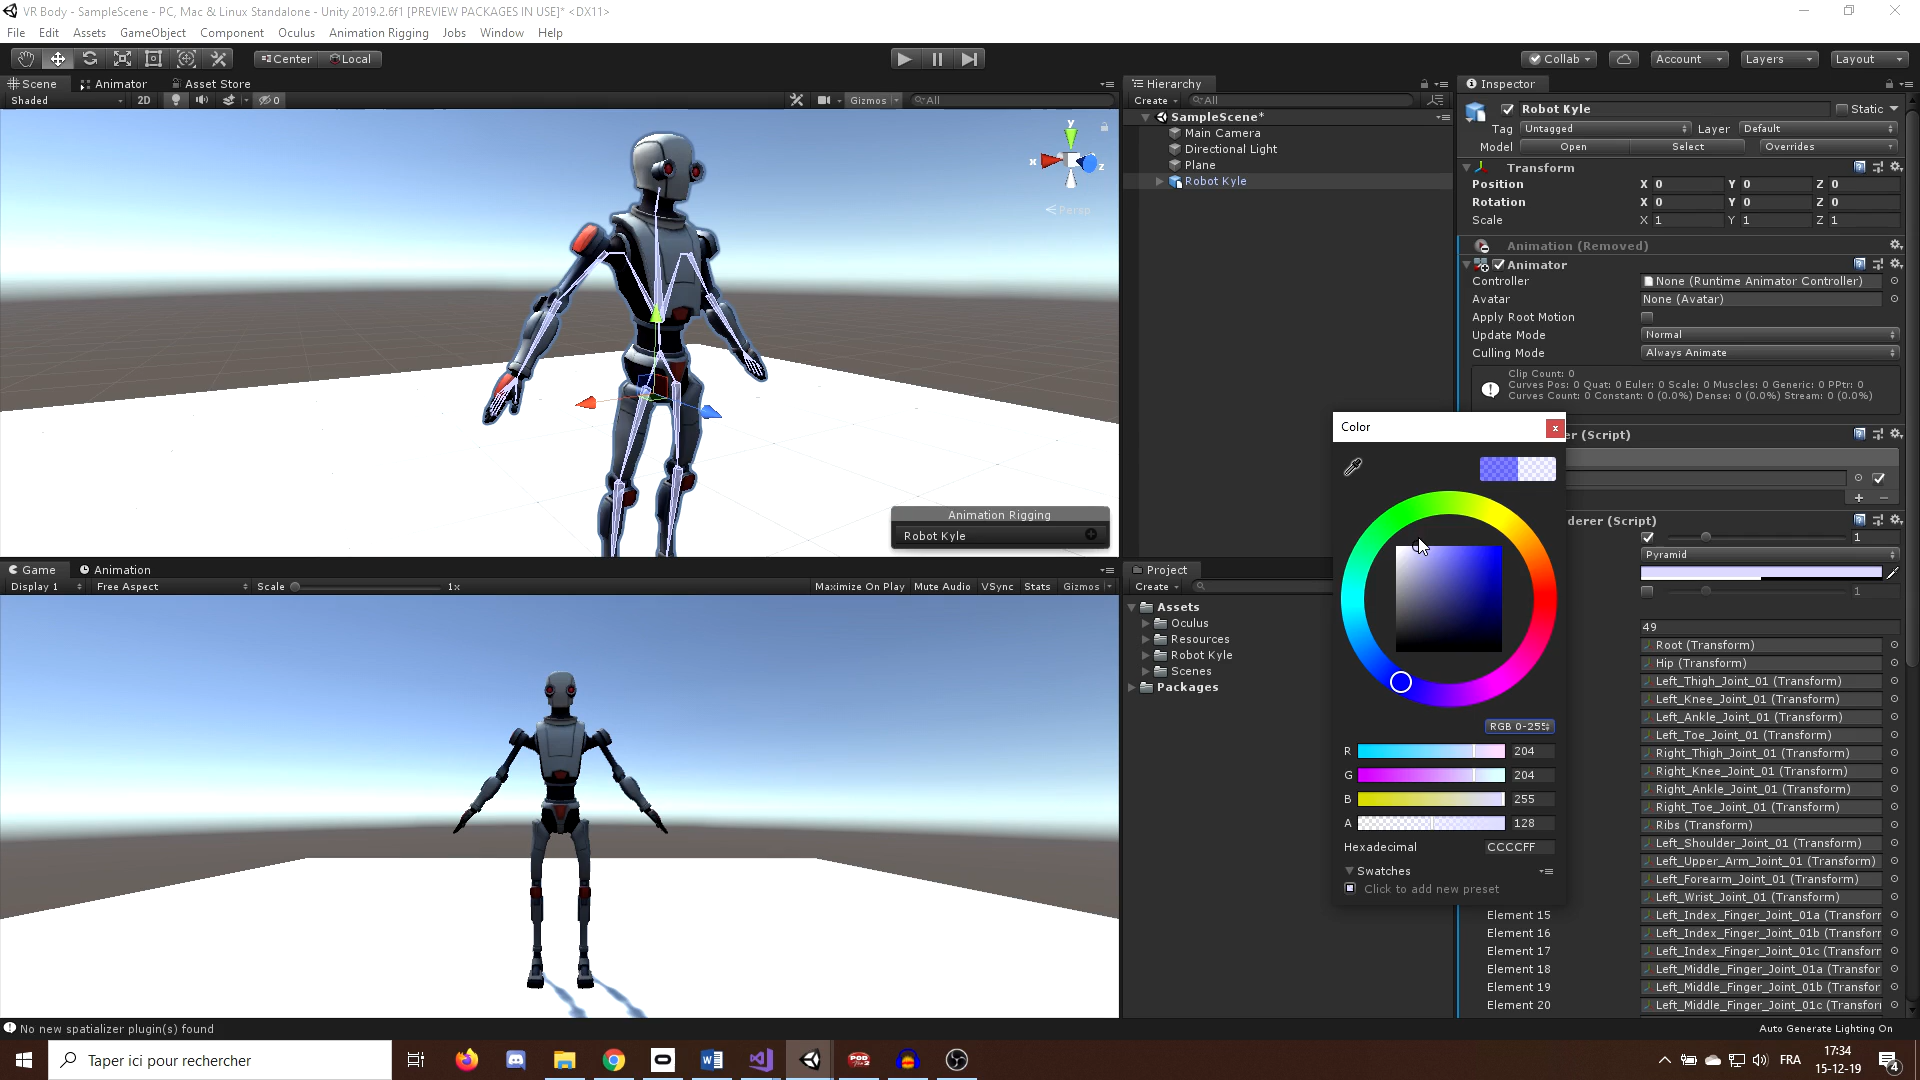 VR Body - SampleScene - PC, Mac & Linux Standalone - Unity 2019.2.6f1 [PREVIEW PACKAGES IN USE]* <DX11>
File Edit Assets GameObject Component Oculus Animation Rigging Jobs Window Help
Center Local Collab Account Layers Layout
Scene Animator Asset Store
Shaded 2D 0 Gizmos All
y
x z
Persp
Animation Rigging
Robot Kyle
Game Animation
Display 1 Free Aspect Scale 1x Maximize On Play Mute Audio VSync Stats Gizmos
Hierarchy
Create All
SampleScene*
Main Camera
Directional Light
Plane
Robot Kyle
Project
Create
Assets
Oculus
Resources
Robot Kyle
Scenes
Packages
Inspector
Robot Kyle Static
Tag Untagged Layer Default
Model Open Select Overrides
Transform
Position X 0 Y 0 Z 0
Rotation X 0 Y 0 Z 0
Scale X 1 Y 1 Z 1
Animation (Removed)
Animator
Controller None (Runtime Animator Controller)
Avatar None (Avatar)
Apply Root Motion
Update Mode Normal
Culling Mode Always Animate
Clip Count: 0
Curves Pos: 0 Quat: 0 Euler: 0 Scale: 0 Muscles: 0 Generic: 0 PPtr: 0
Curves Count: 0 Constant: 0 (0.0%) Dense: 0 (0.0%) Stream: 0 (0.0%)
er (Script)
derer (Script)
1
Pyramid
1
49
Root (Transform)
Hip (Transform)
Left_Thigh_Joint_01 (Transform)
Left_Knee_Joint_01 (Transform)
Left_Ankle_Joint_01 (Transform)
Left_Toe_Joint_01 (Transform)
Right_Thigh_Joint_01 (Transform)
Right_Knee_Joint_01 (Transform)
Right_Ankle_Joint_01 (Transform)
Right_Toe_Joint_01 (Transform)
Ribs (Transform)
Left_Shoulder_Joint_01 (Transform)
Left_Upper_Arm_Joint_01 (Transform)
Left_Forearm_Joint_01 (Transform)
Left_Wrist_Joint_01 (Transform)
Element 15 Left_Index_Finger_Joint_01a (Transforr
Element 16 Left_Index_Finger_Joint_01b (Transforr
Element 17 Left_Index_Finger_Joint_01c (Transforr
Element 18 Left_Middle_Finger_Joint_01a (Transfor
Element 19 Left_Middle_Finger_Joint_01b (Transfor
Element 20 Left_Middle_Finger_Joint_01c (Transfor
Color
x
RGB 0-255
R 204
G 204
B 255
A 128
Hexadecimal CCCCFF
Swatches
Click to add new preset
No new spatializer plugin(s) found
Auto Generate Lighting On
Taper ici pour rechercher
FRA
17:34
15-12-19
4